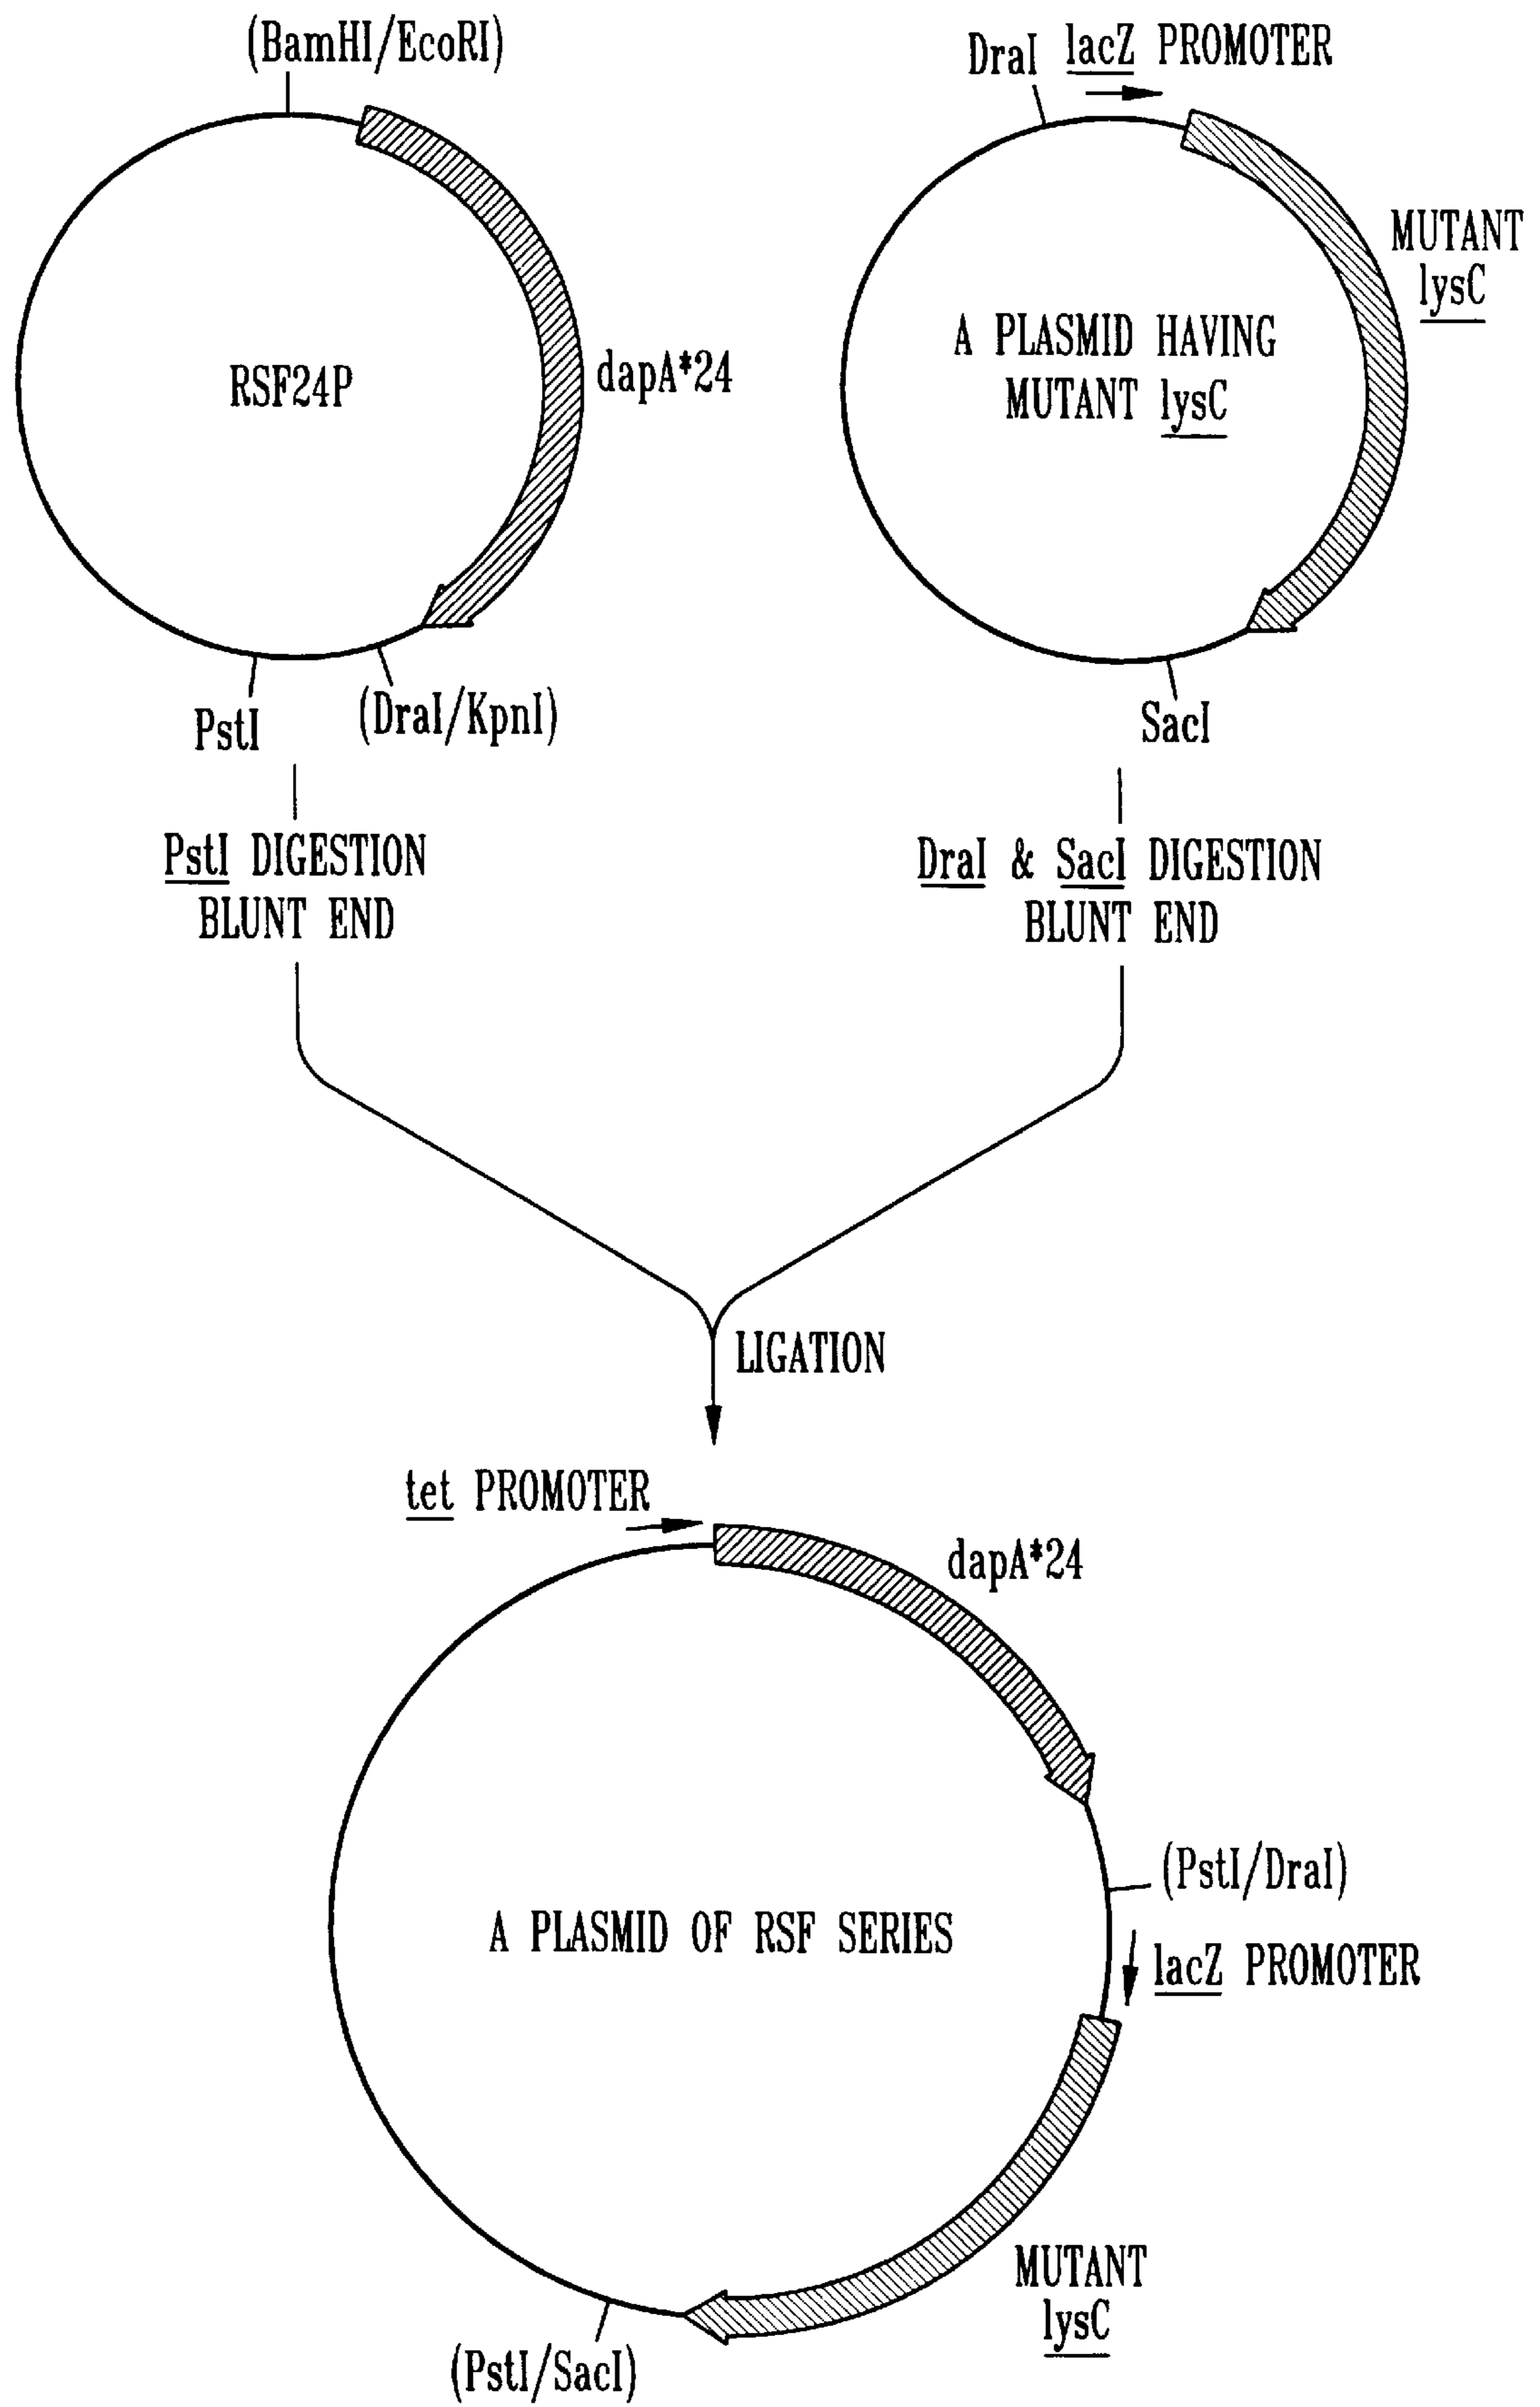 (BamHI/EcoRI)
RSF24P
dapA*24
PstI
(DraI/KpnI)
DraI
lacZ PROMOTER
MUTANT
lysC
A PLASMID HAVING
MUTANT lysC
SacI
PstI DIGESTION
BLUNT END
DraI & SacI DIGESTION
BLUNT END
LIGATION
tet PROMOTER
dapA*24
(PstI/DraI)
lacZ PROMOTER
A PLASMID OF RSF SERIES
MUTANT
lysC
(PstI/SacI)